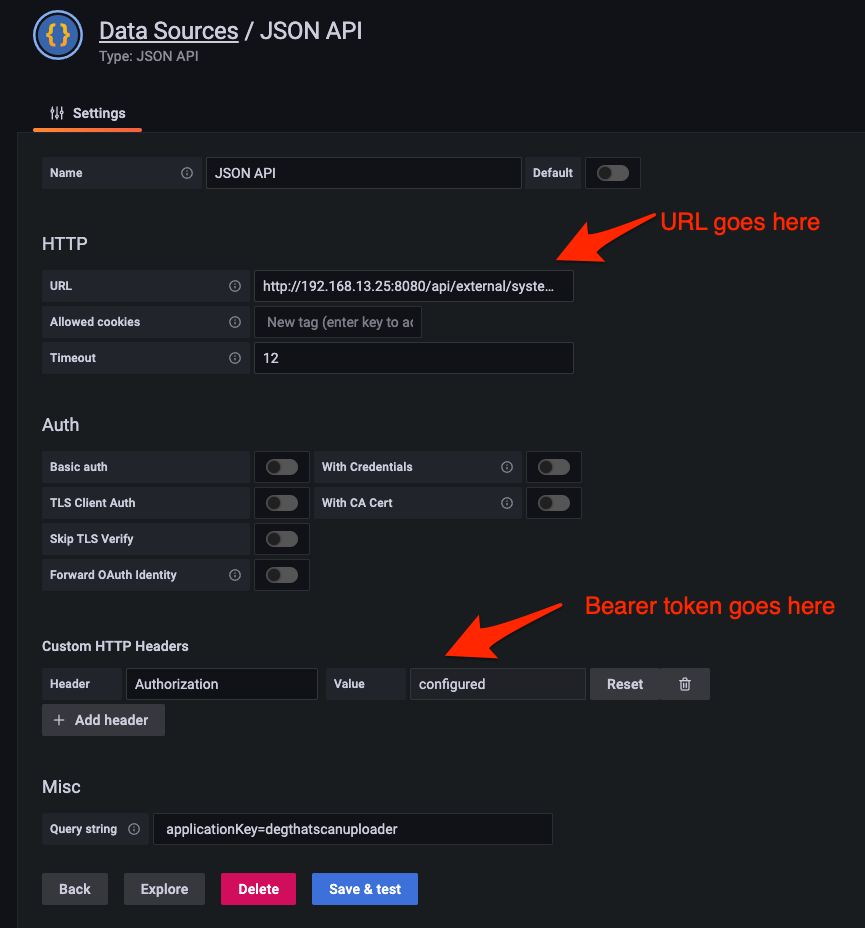 Data Sources / JSON API
Type: JSON API
Settings
Name JSON API Default
URL goes here
HTTP
URL http://192.168.13.25:8080/api/external/syste...
Allowed cookies New tag (enter key to ac
Timeout 12
Auth
Basic auth With Credentials
TLS Client Auth With CA Cert
Skip TLS Verify
Forward OAuth Identity
Bearer token goes here
Custom HTTP Headers
Header Authorization Value configured Reset
+ Add header
Misc
Query string applicationKey=degthatscanuploader
Back Explore Delete Save & test